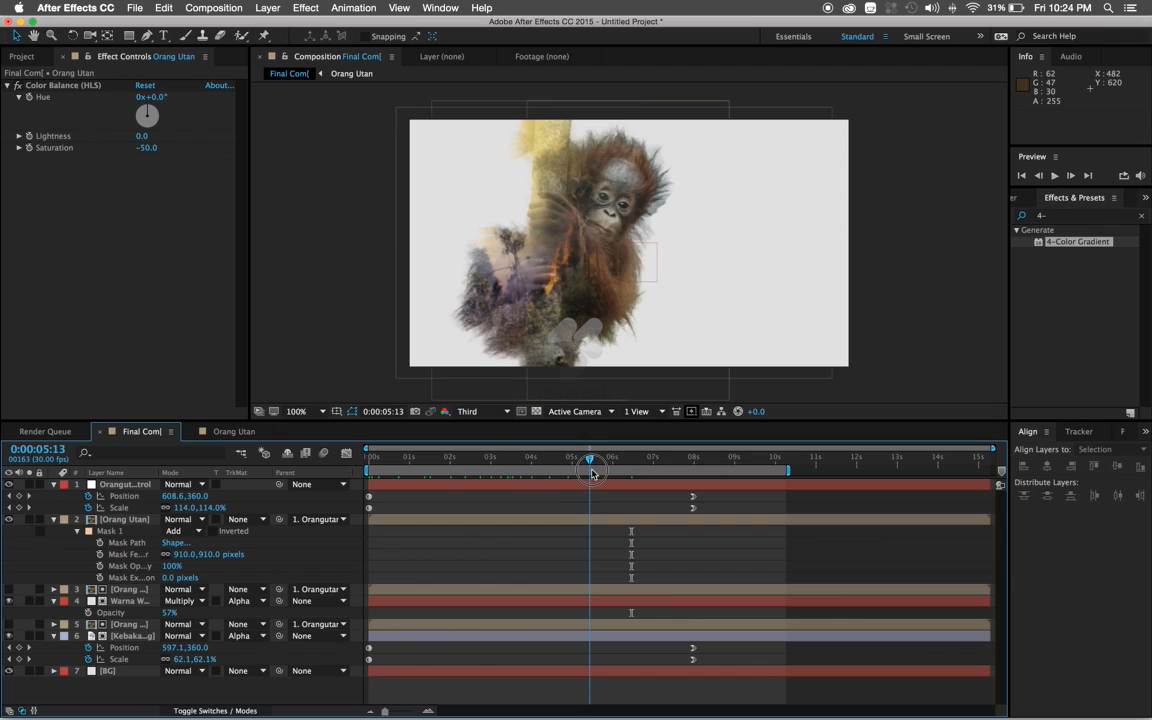 After Effects CC File Edit Composition Layer Effect Animation View Window Help 31% Fri 10:24 PM
Adobe After Effects CC 2015 - Untitled Project *
Snapping Essentials Standard Small Screen Search Help
Project Effect Controls Orang Utan Composition Final Com[ Layer (none) Footage (none) Info Audio
Final Com[ • Orang Utan Final Com[ Orang Utan
fx Color Balance (HLS) Reset About...
Hue 0x+0.0°
Lightness 0.0
Saturation -50.0
R : 62 X : 482
G : 47 Y : 620
B : 30
A : 255
Preview
Effects & Presets
4-
Generate
4-Color Gradient
100% 0:00:05:13 Third Active Camera 1 View +0.0
Render Queue Final Com[ Orang Utan
Align Tracker
Align Layers to: Selection
Distribute Layers:
0:00:05:13
00163 (30.00 fps)
00s 01s 02s 03s 04s 05s 06s 07s 08s 09s 10s 11s 12s 13s 14s 15s
# Layer Name Mode T TrkMat Parent
1 Orangut...trol Normal None
Position 608.6,360.0
Scale 114.0,114.0%
2 [Orang Utan] Normal None 1. Orangutar
Mask 1 Add Inverted
Mask Path Shape...
Mask Fe...r 910.0,910.0 pixels
Mask Op...y 100%
Mask Ex...on 0.0 pixels
3 [Orang ...] Normal None 1. Orangutar
4 Warna W... Multiply Alpha None
Opacity 57%
5 [Orang ...] Normal None 1. Orangutar
6 [Kebaka...g] Normal Alpha None
Position 597.1,360.0
Scale 62.1,62.1%
7 [BG] Normal None None
Toggle Switches / Modes